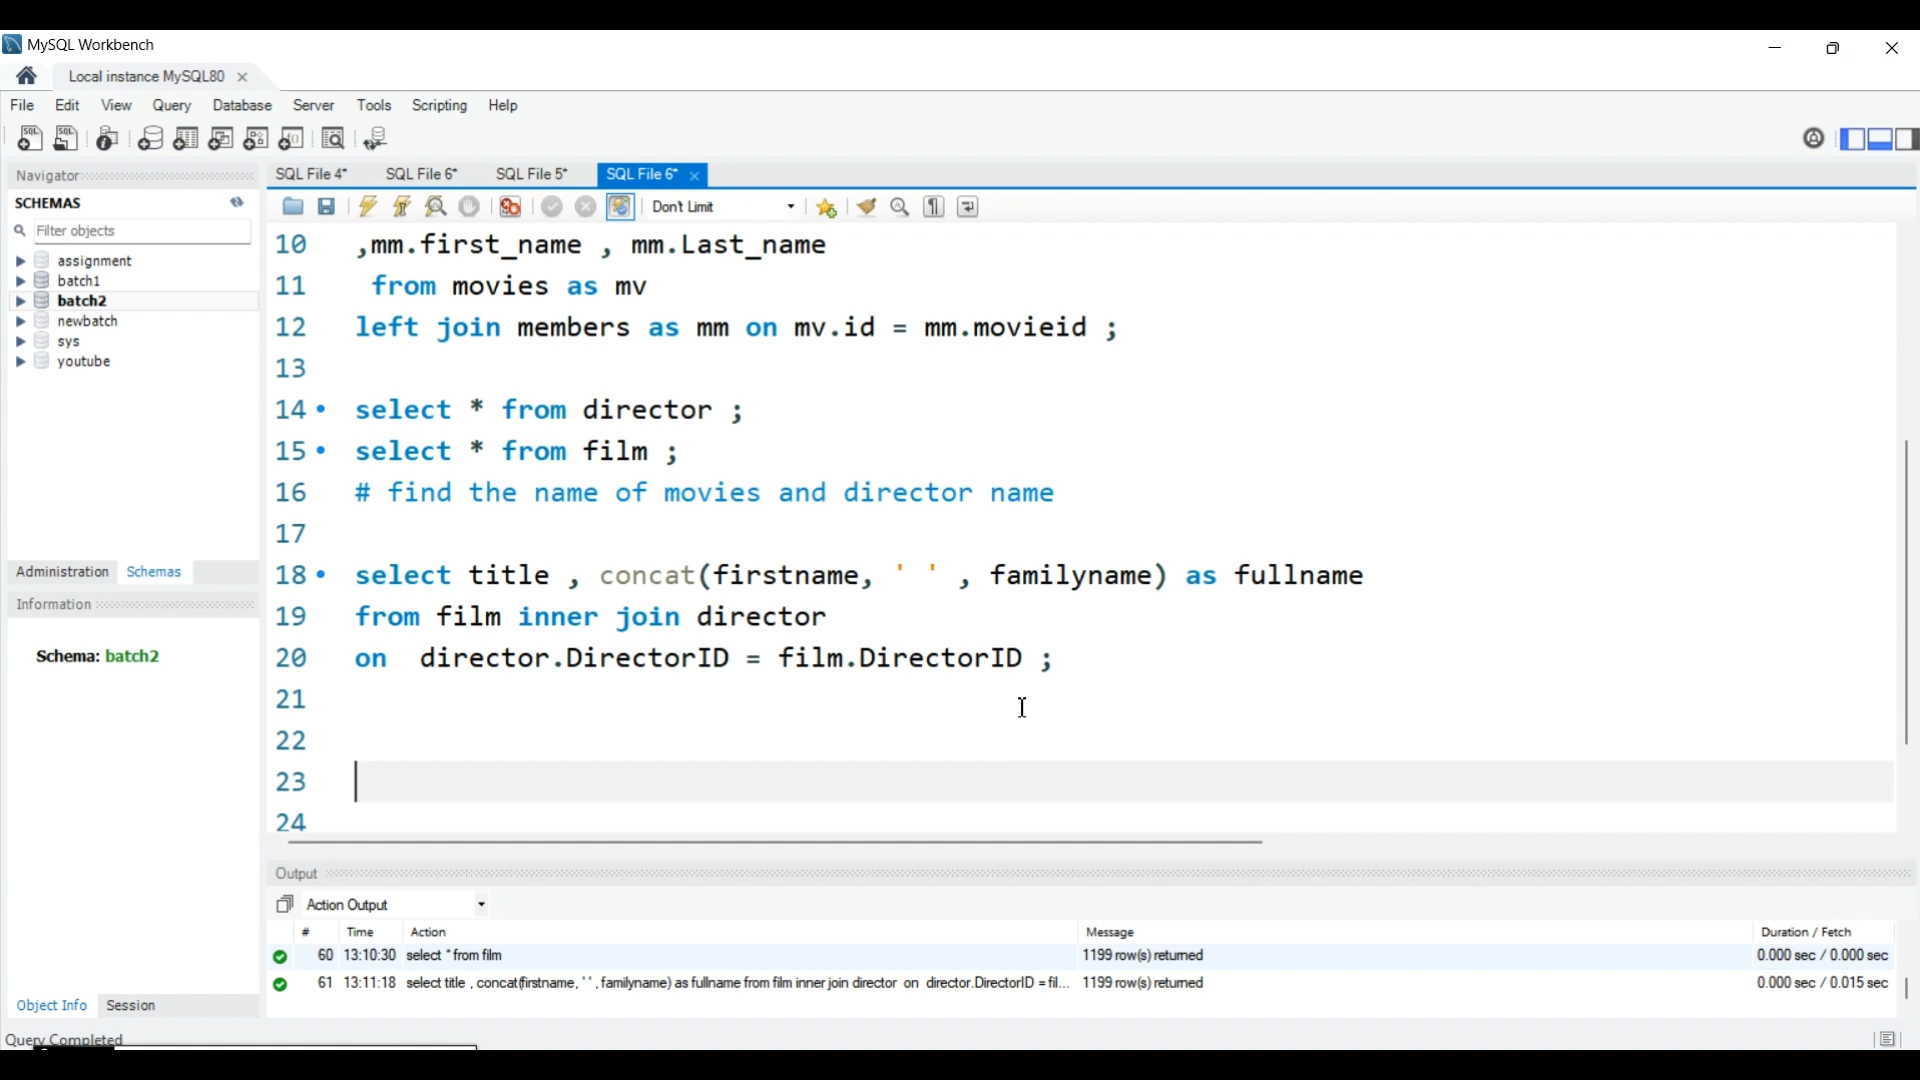 MySQL Workbench
Local instance MySQL80
File Edit View Query Database Server Tools Scripting Help
Navigator
SCHEMAS
Filter objects
assignment
batch1
batch2
newbatch
sys
youtube
Administration Schemas
Information
Schema: batch2
Object Info Session
Query Completed
SQL File 4* SQL File 6* SQL File 5* SQL File 6*
Don't Limit
10 ,mm.first_name , mm.Last_name
11 from movies as mv
12 left join members as mm on mv.id = mm.movieid ;
13
14 select * from director ;
15 select * from film ;
16 # find the name of movies and director name
17
18 select title , concat(firstname, ' ' , familyname) as fullname
19 from film inner join director
20 on director.DirectorID = film.DirectorID ;
21
22
23
24
Output
Action Output
# Time Action Message Duration / Fetch
60 13:10:30 select * from film 1199 row(s) returned 0.000 sec / 0.000 sec
61 13:11:18 select title , concat(firstname, ' ' , familyname) as fullname from film inner join director on director.DirectorID = fil... 1199 row(s) returned 0.000 sec / 0.015 sec